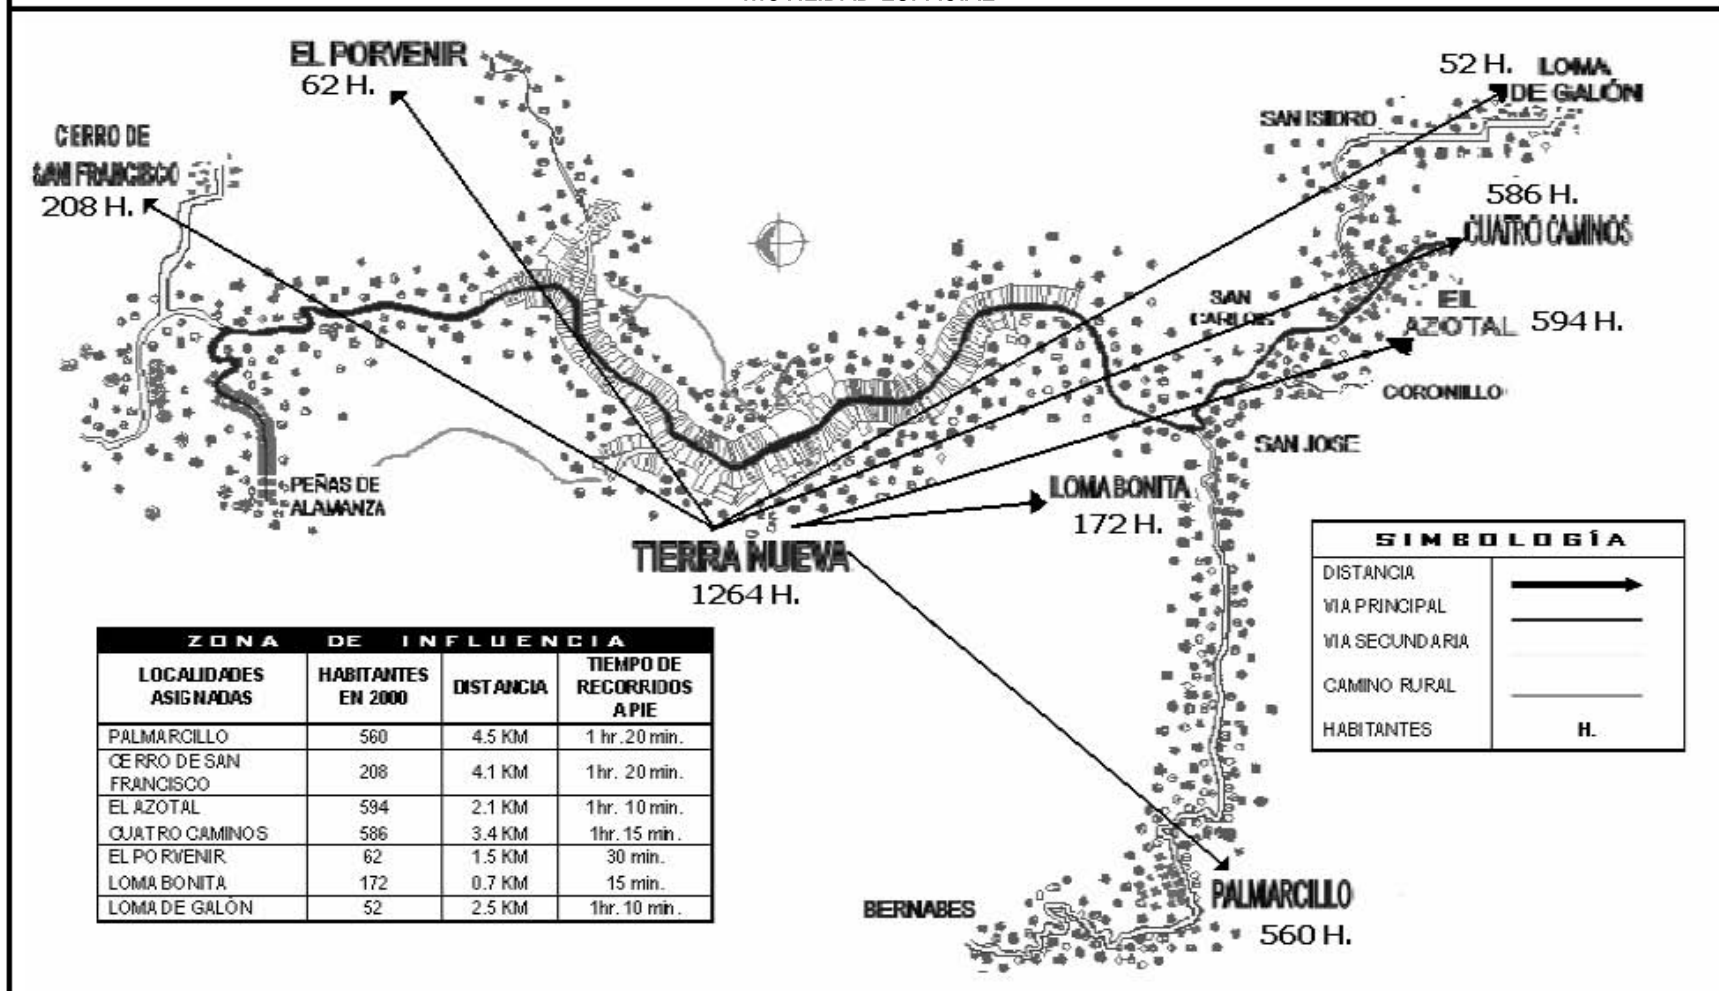 EL PORVENIR
62 H.
52 H. LOMA
DE GALÓN
SAN ISIDRO
CERRO DE
SAN FRANCISCO
208 H.
586 H.
CUATRO CAMINOS
SAN
CARLOS
EL
AZOTAL 594 H.
CORONILLO
SAN JOSE
PEÑAS DE
ALAMANZA
LOMA BONITA
172 H.
TIERRA NUEVA
1264 H.
SIMBOLOGÍA
DISTANCIA
VIA PRINCIPAL
VIA SECUNDARIA
CAMINO RURAL
HABITANTES H.
ZONA DE INFLUENCIA
LOCALIDADES ASIGNADAS HABITANTES EN 2000 DISTANCIA TIEMPO DE RECORRIDOS A PIE
PALMARCILLO 560 4.5 KM 1 hr. 20 min.
CERRO DE SAN FRANCISCO 208 4.1 KM 1hr. 20 min.
EL AZOTAL 594 2.1 KM 1hr. 10 min.
CUATRO CAMINOS 586 3.4 KM 1hr. 15 min.
EL PORVENIR 62 1.5 KM 30 min.
LOMA BONITA 172 0.7 KM 15 min.
LOMA DE GALÓN 52 2.5 KM 1hr. 10 min.
BERNABES
PALMARCILLO
560 H.